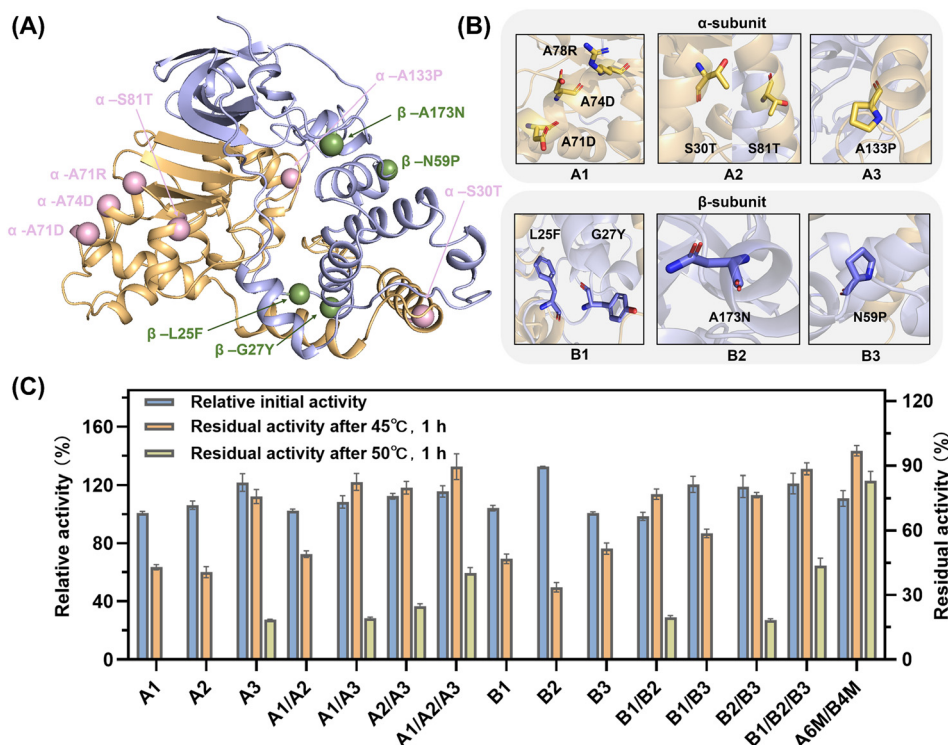 (A)
α –A133P
α –S81T
β –A173N
β –N59P
α -A71R
α –S30T
α -A74D
α -A71D
β –L25F
β –G27Y
(B)
α-subunit
A78R
A74D
A71D
S30T
S81T
A133P
A1
A2
A3
β-subunit
L25F
G27Y
A173N
N59P
B1
B2
B3
(C)
Relative initial activity
Residual activity after 45℃, 1 h
Residual activity after 50℃, 1 h
Relative activity (%)
160
120
80
40
0
Residual activity (%)
120
90
60
30
0
A1
A2
A3
A1/A2
A1/A3
A2/A3
A1/A2/A3
B1
B2
B3
B1/B2
B1/B3
B2/B3
B1/B2/B3
A6M/B4M